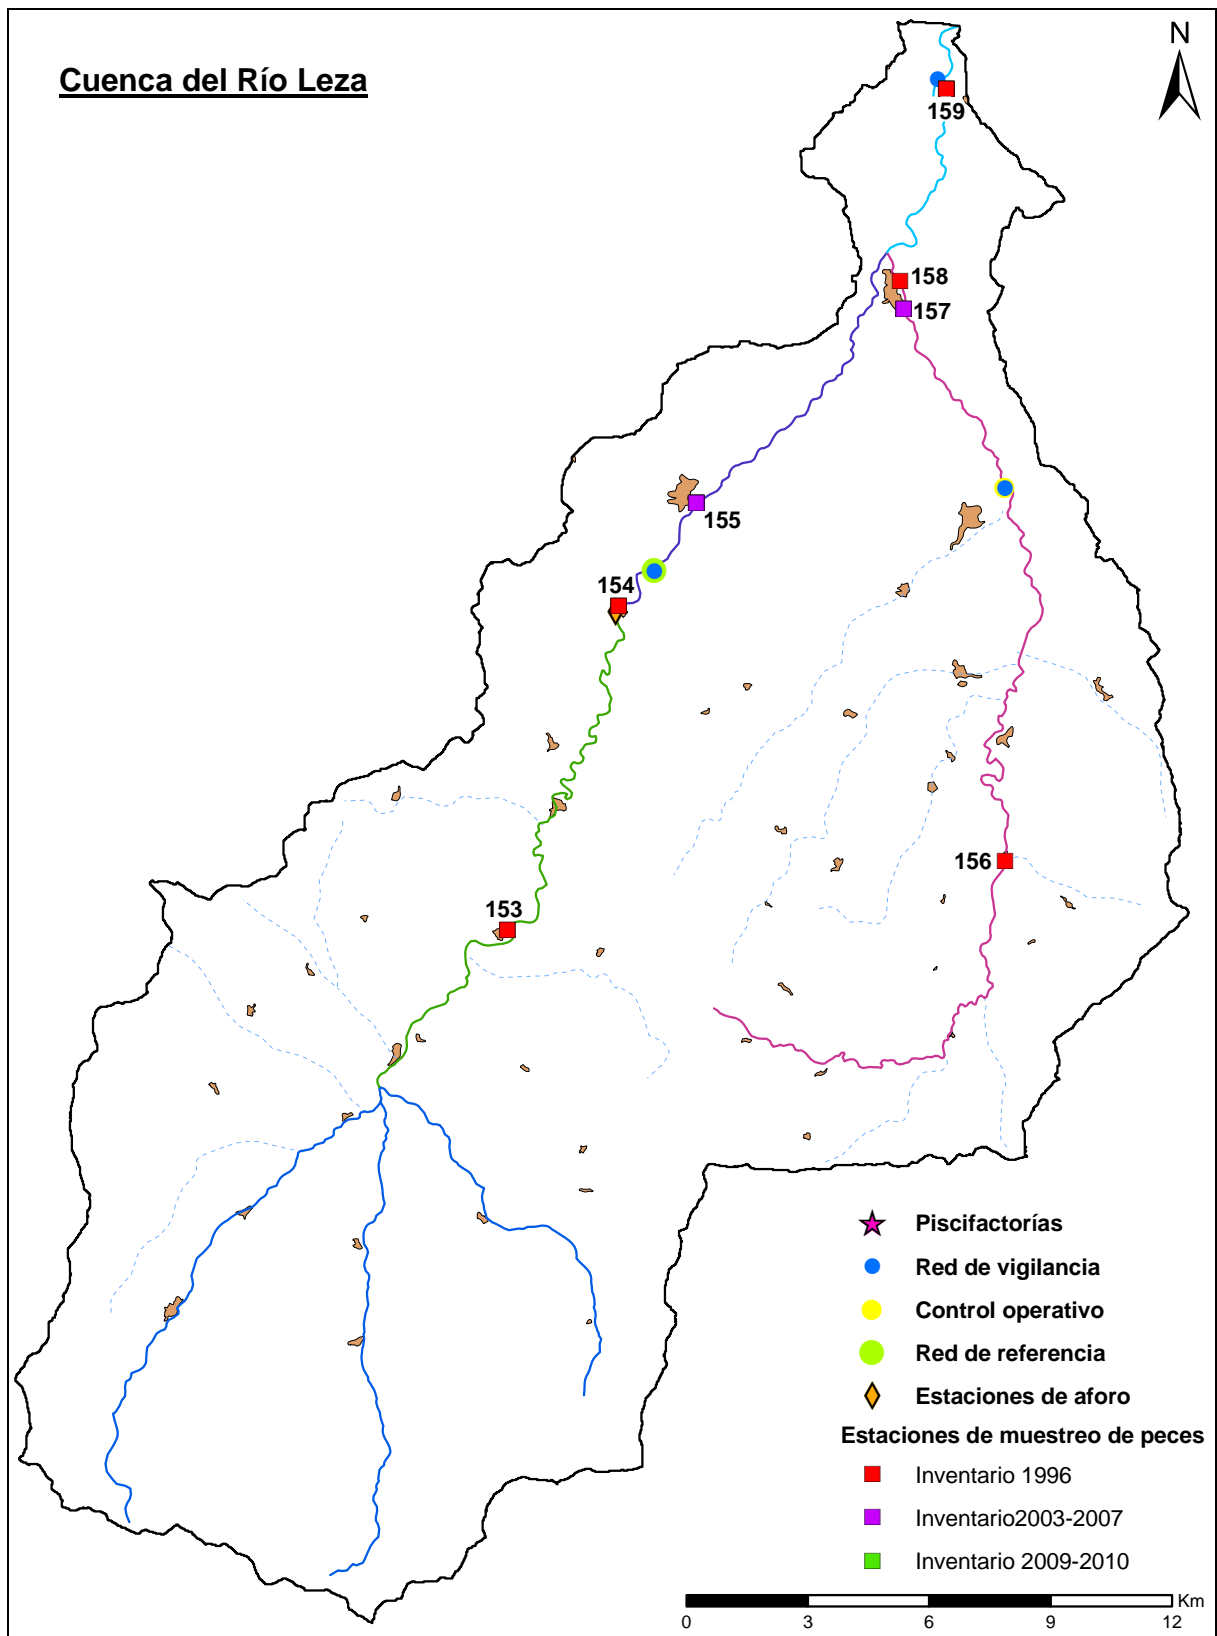 Cuenca del Río Leza
N
159
158
157
155
154
156
153
Piscifactorías
Red de vigilancia
Control operativo
Red de referencia
Estaciones de aforo
Estaciones de muestreo de peces
Inventario 1996
Inventario2003-2007
Inventario 2009-2010
Km
0 3 6 9 12